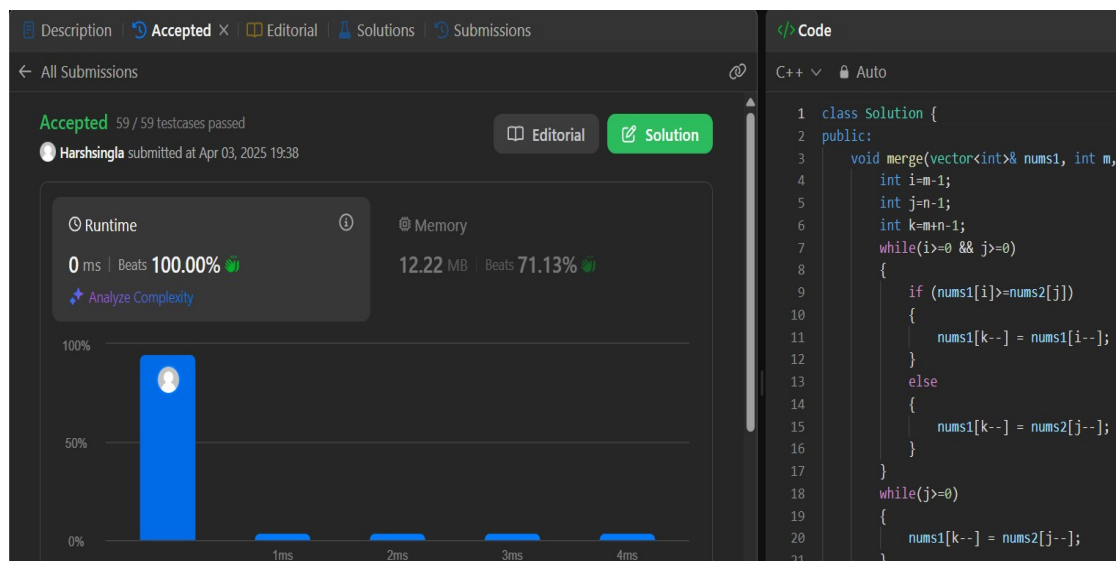 Description | Accepted × | Editorial | Solutions | Submissions
← All Submissions
Accepted 59 / 59 testcases passed
Harshsingla submitted at Apr 03, 2025 19:38
Editorial
Solution
Runtime
0 ms | Beats 100.00%
Analyze Complexity
Memory
12.22 MB | Beats 71.13%
100%
50%
0%
1ms 2ms 3ms 4ms
</> Code
C++ Auto
1 class Solution {
2 public:
3 void merge(vector<int>& nums1, int m,
4 int i=m-1;
5 int j=n-1;
6 int k=m+n-1;
7 while(i>=0 && j>=0)
8 {
9 if (nums1[i]>=nums2[j])
10 {
11 nums1[k--] = nums1[i--];
12 }
13 else
14 {
15 nums1[k--] = nums2[j--];
16 }
17 }
18 while(j>=0)
19 {
20 nums1[k--] = nums2[j--];
21 }